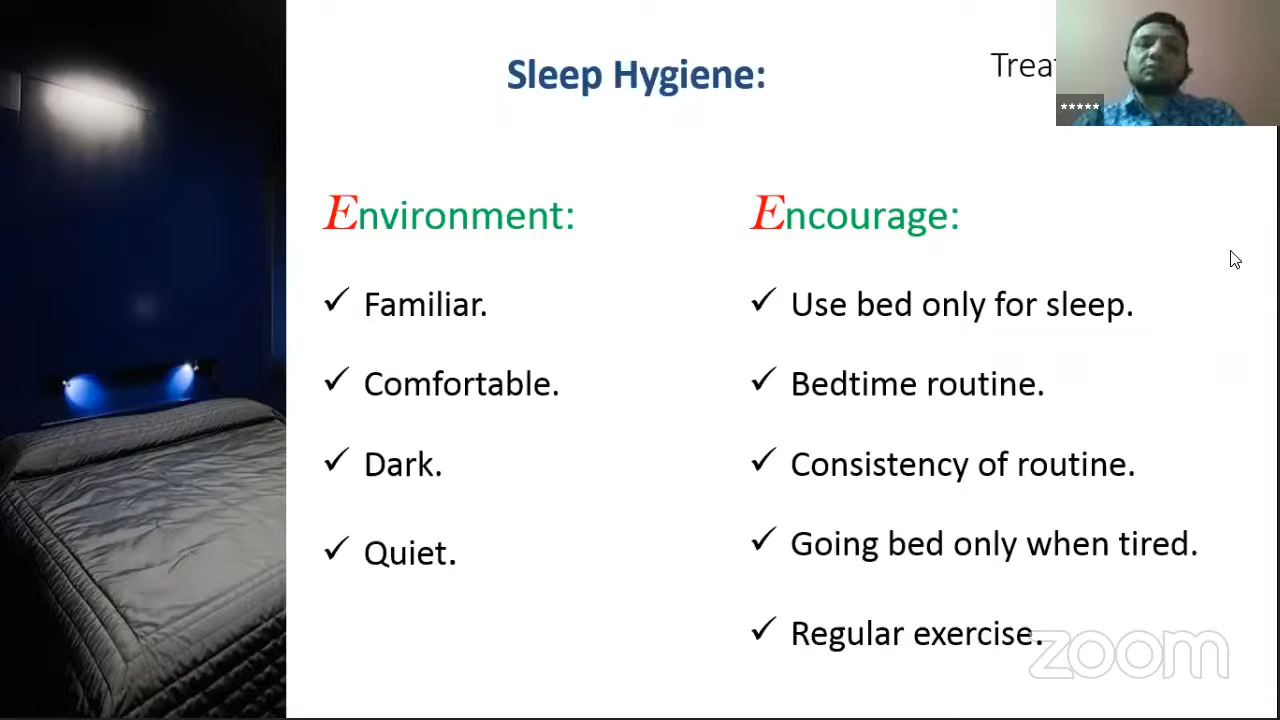 Sleep Hygiene:
*****
Environment:
✓ Familiar.
✓ Comfortable.
✓ Dark.
✓ Quiet.
Encourage:
✓ Use bed only for sleep.
✓ Bedtime routine.
✓ Consistency of routine.
✓ Going bed only when tired.
✓ Regular exercise.
zoom